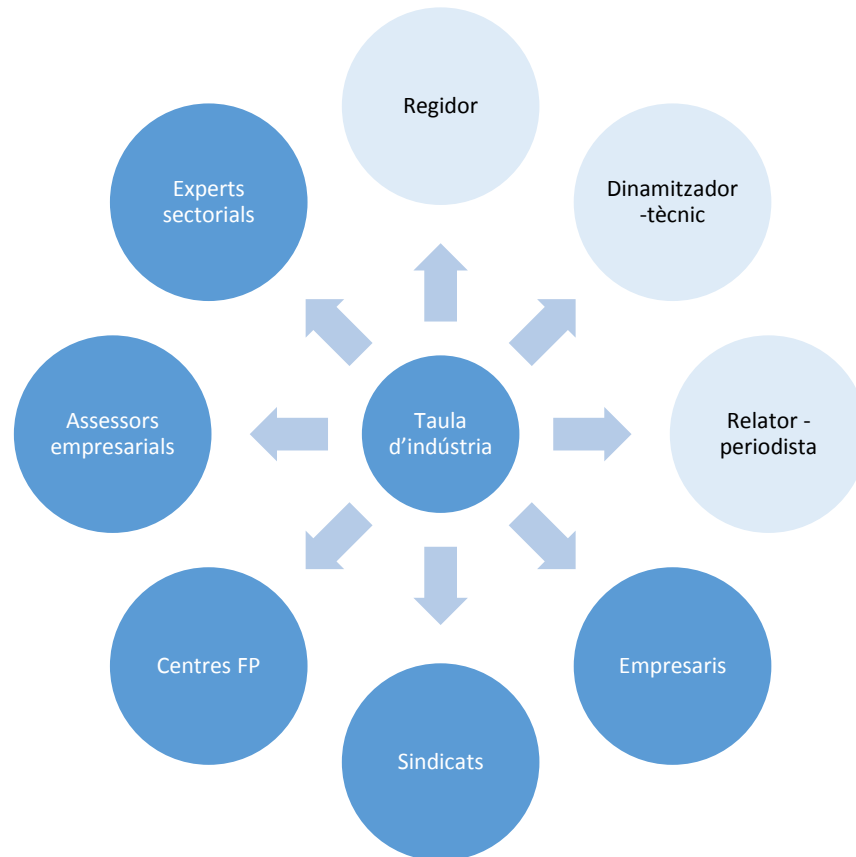 Regidor
Dinamitzador
-tècnic
Relator -
periodista
Empresaris
Sindicats
Centres FP
Assessors
empresarials
Experts
sectorials
Taula
d’indústria